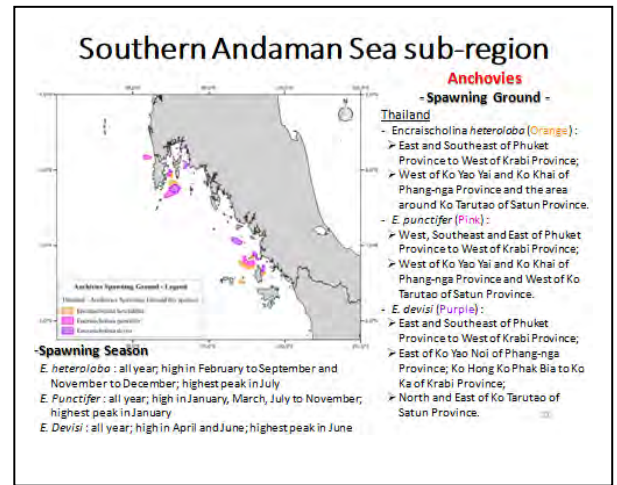 Southern Andaman Sea sub-region
Anchovies
- Spawning Ground -
Thailand
- Encraischolina heteroloba (Orange) :
➢ East and Southeast of Phuket
Province to West of Krabi Province;
➢ West of Ko Yao Yai and Ko Khai of
Phang-nga Province and the area
around Ko Tarutao of Satun Province.
- E. punctifer (Pink) :
➢ West, Southeast and East of Phuket
Province to West of Krabi Province;
➢ West of Ko Yao Yai and Ko Khai of
Phang-nga Province and West of Ko
Tarutao of Satun Province.
- E. devisi (Purple) :
➢ East and Southeast of Phuket
Province to West of Krabi Province;
➢ East of Ko Yao Noi of Phang-nga
Province; Ko Hong Ko Phak Bia to Ko
Ka of Krabi Province;
➢ North and East of Ko Tarutao of
Satun Province.
N
Anchovies Spawning Ground - Legend
-Spawning Season
E. heteroloba : all year; high in February to September and
November to December; highest peak in July
E. Punctifer : all year; high in January, March, July to November;
highest peak in January
E. Devisi : all year; high in April and June; highest peak in June